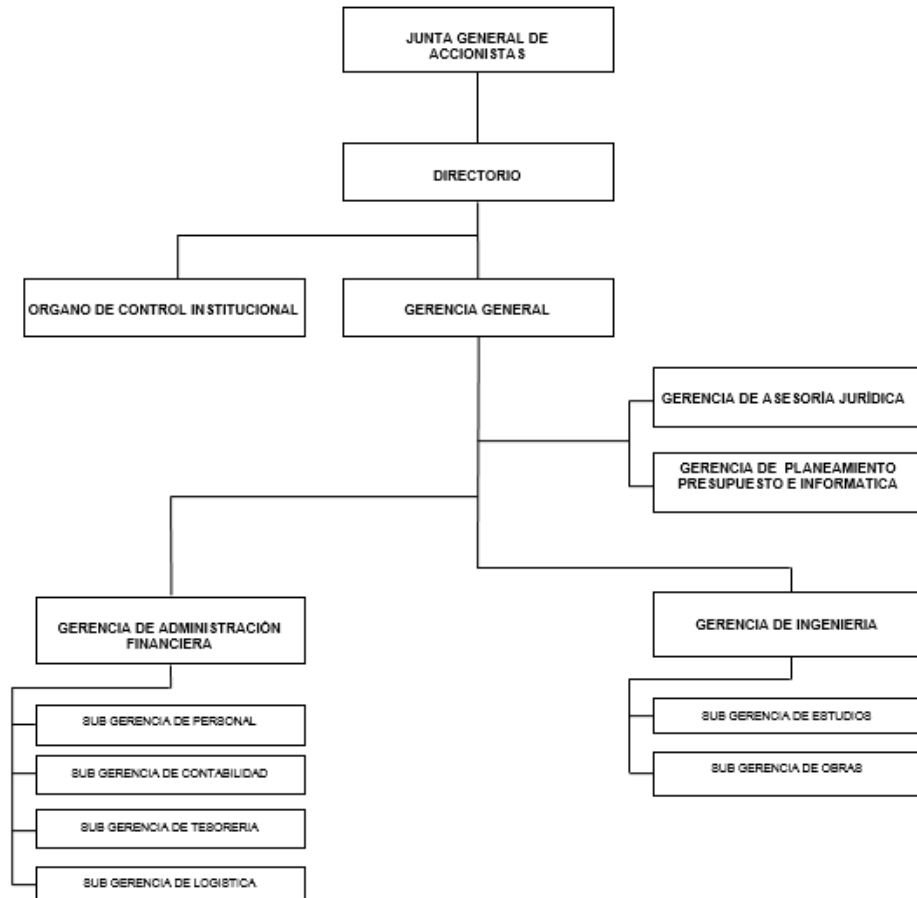 JUNTA GENERAL DE
ACCIONISTAS
DIRECTORIO
ORGANO DE CONTROL INSTITUCIONAL
GERENCIA GENERAL
GERENCIA DE ASESORÍA JURÍDICA
GERENCIA DE PLANEAMIENTO
PRESUPUESTO E INFORMATICA
GERENCIA DE ADMINISTRACIÓN
FINANCIERA
SUB GERENCIA DE PERSONAL
SUB GERENCIA DE CONTABILIDAD
SUB GERENCIA DE TESORERIA
SUB GERENCIA DE LOGISTICA
GERENCIA DE INGENIERIA
SUB GERENCIA DE ESTUDIOS
SUB GERENCIA DE OBRAS